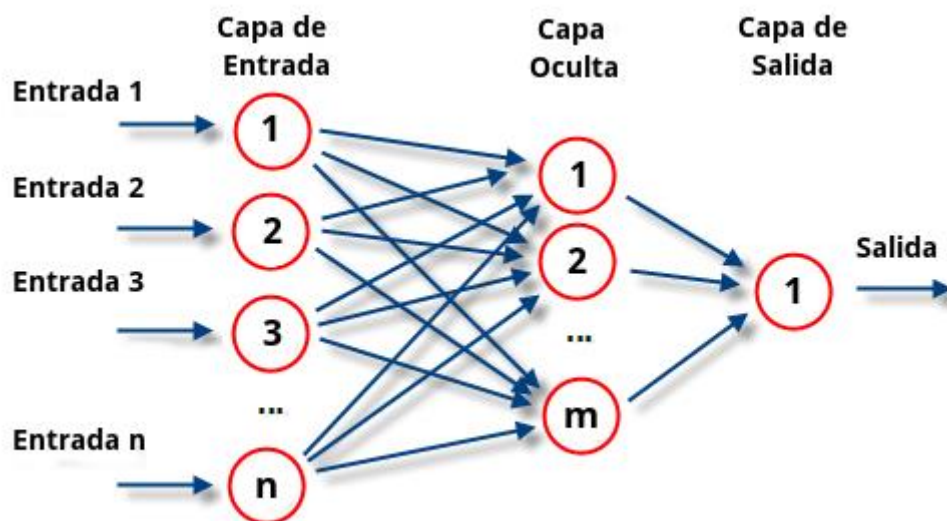 Capa de
Entrada
Capa
Oculta
Capa de
Salida
Entrada 1
1
Entrada 2
2
Entrada 3
3
...
Entrada n
n
1
2
...
m
1
Salida